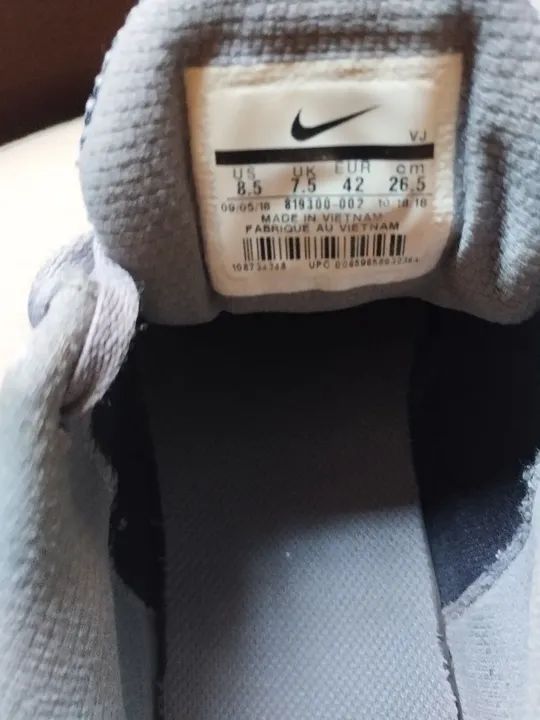 VJ
US UK EUR cm
8.5 7.5 42 26.5
09/05/18 819300-002 10/18/18
MADE IN VIETNAM
FABRIQUE AU VIETNAM
UPC